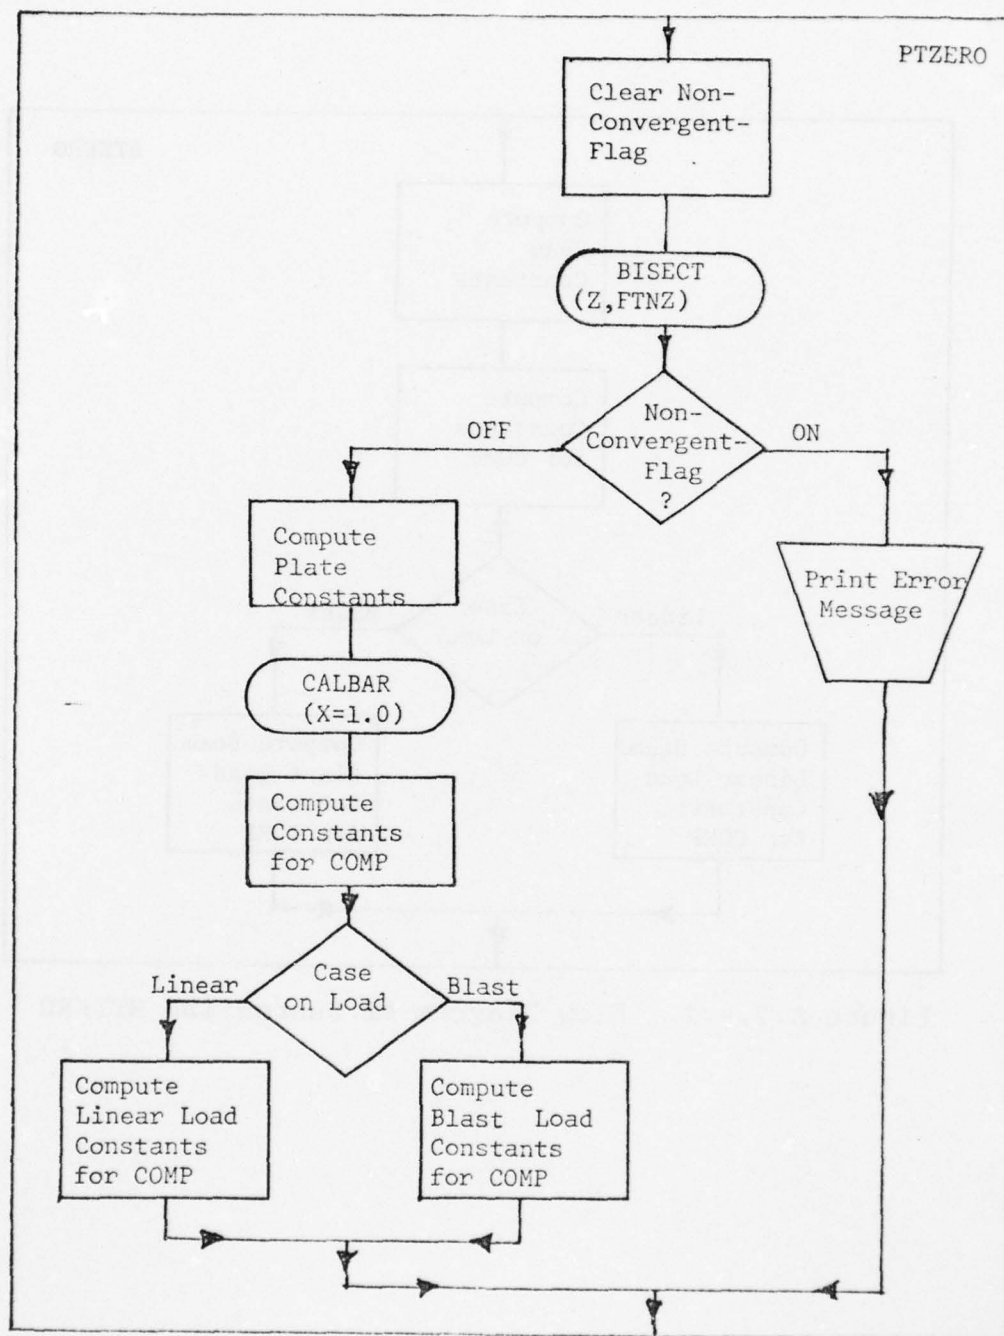 PTZERO
Clear Non-
Convergent-
Flag
BISECT
(Z,FTNZ)
Non-
Convergent-
Flag
?
OFF
ON
Compute
Plate
Constants
Print Error
Message
CALBAR
(X=1.0)
Compute
Constants
for COMP
Case
on Load
Linear
Blast
Compute
Linear Load
Constants
for COMP
Compute
Blast Load
Constants
for COMP